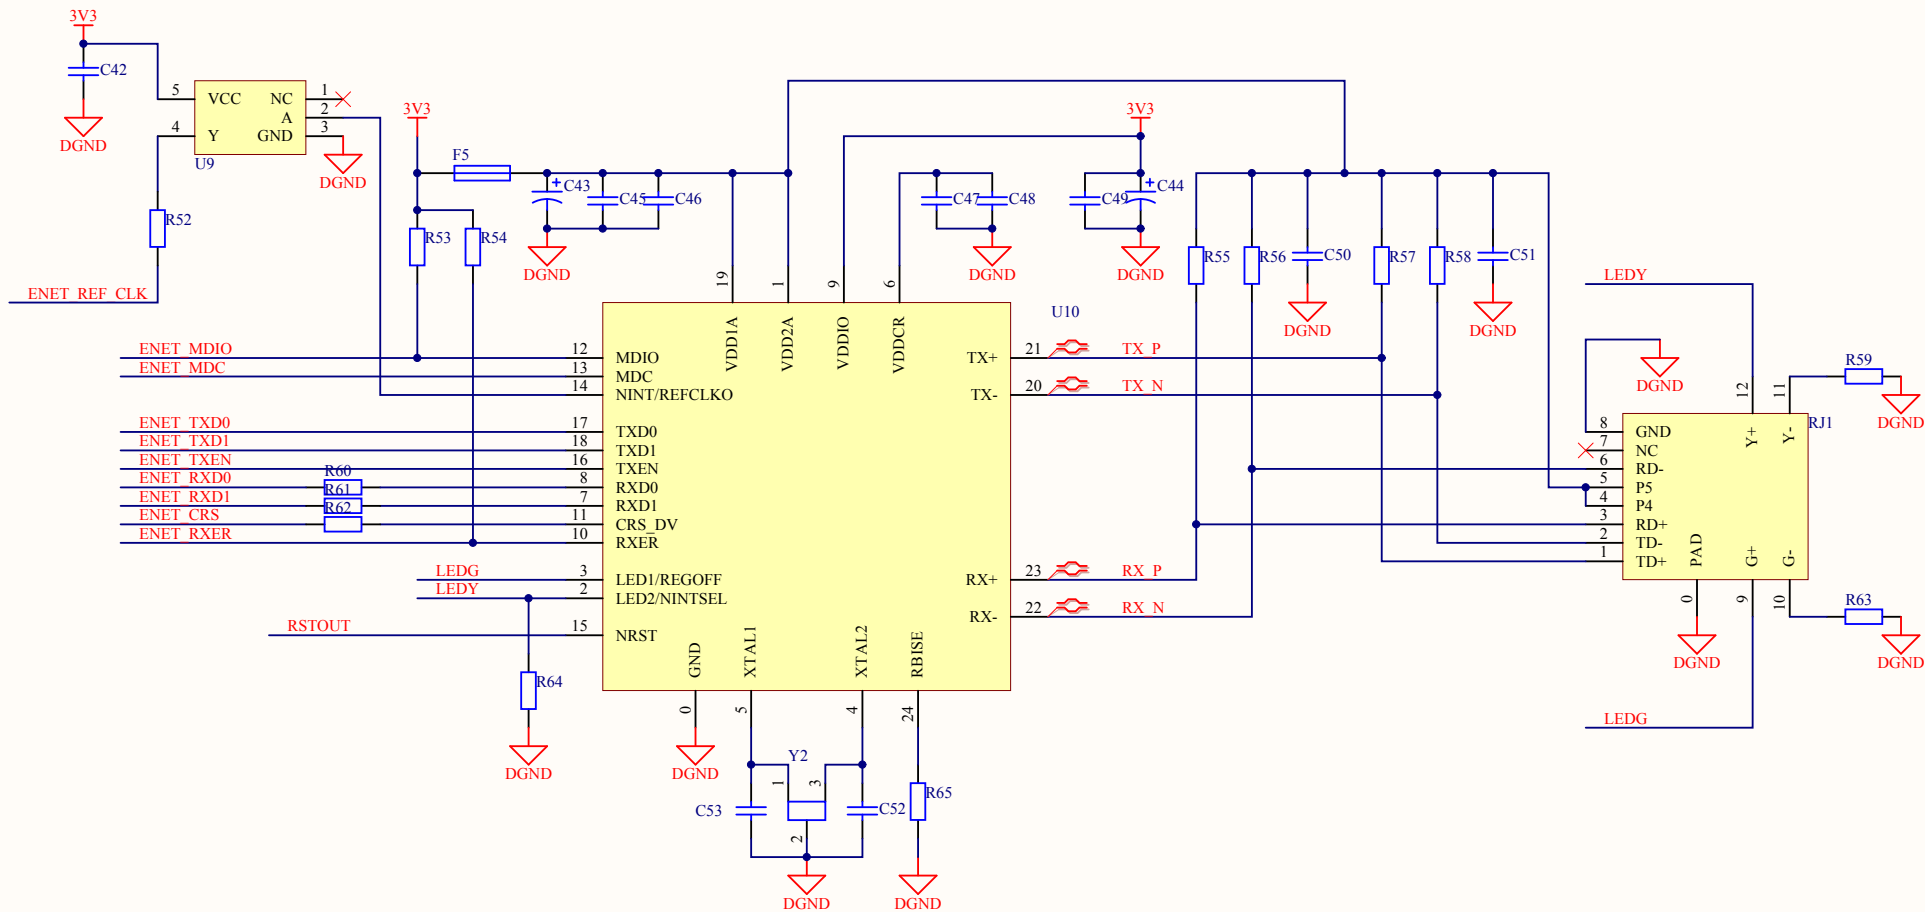 3V3
C42
DGND
5 VCC NC 1
A 2
4 Y GND 3
U9
DGND
R52
ENET_REF_CLK
3V3
F5
C43
C45
C46
DGND
R53
R54
3V3
C47
C48
DGND
C49
C44
DGND
R55
R56
C50
DGND
R57
R58
C51
DGND
U10
19 VDD1A
1 VDD2A
9 VDDIO
6 VDDCR
ENET_MDIO 12 MDIO
ENET_MDC 13 MDC
14 NINT/REFCLKO
ENET_TXD0 17 TXD0
ENET_TXD1 18 TXD1
ENET_TXEN 16 TXEN
ENET_RXD0 R60 8 RXD0
ENET_RXD1 R61 7 RXD1
ENET_CRS R62 11 CRS_DV
ENET_RXER 10 RXER
LEDG 3 LED1/REGOFF
LEDY 2 LED2/NINTSEL
RSTOUT 15 NRST
R64
DGND
TX+ 21 TX_P
TX- 20 TX_N
RX+ 23 RX_P
RX- 22 RX_N
GND 0
XTAL1 5
XTAL2 4
RBISE 24
DGND
Y2
1
3
2
C53
C52
DGND
R65
DGND
LEDY
DGND
12 Y+
11 Y-
R59
DGND
RJ1
8 GND
7 NC
6 RD-
5 P5
4 P4
3 RD+
2 TD-
1 TD+
PAD 0
G+ 9
G- 10
DGND
R63
DGND
LEDG